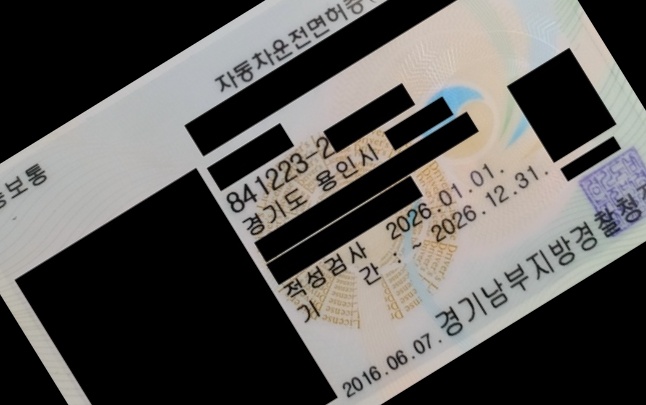 자동차운전면허증
종보통
841223-2
경기도 용인시
적성검사 2026.01.01.
기 간 : ~ 2026.12.31.
2016.06.07. 경기남부지방경찰청